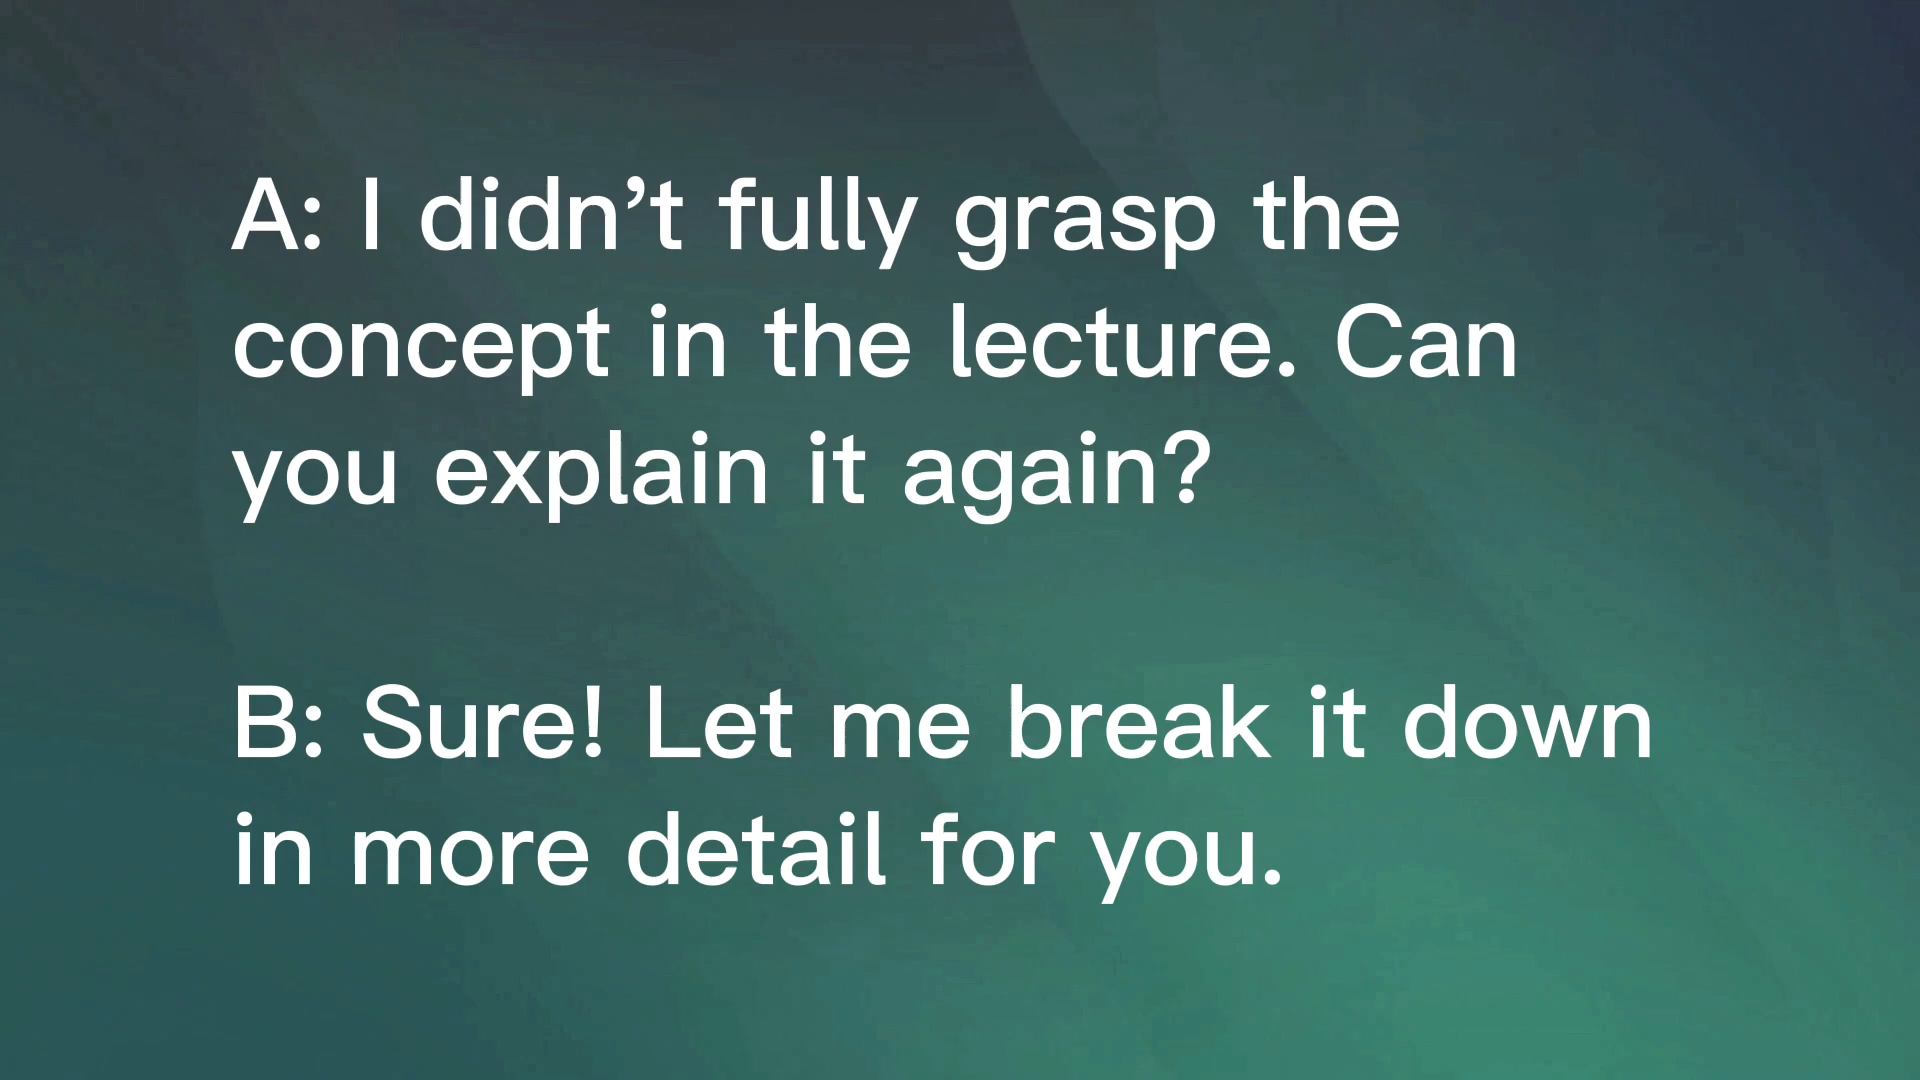 A: I didn’t fully grasp the
concept in the lecture. Can
you explain it again?
B: Sure! Let me break it down
in more detail for you.